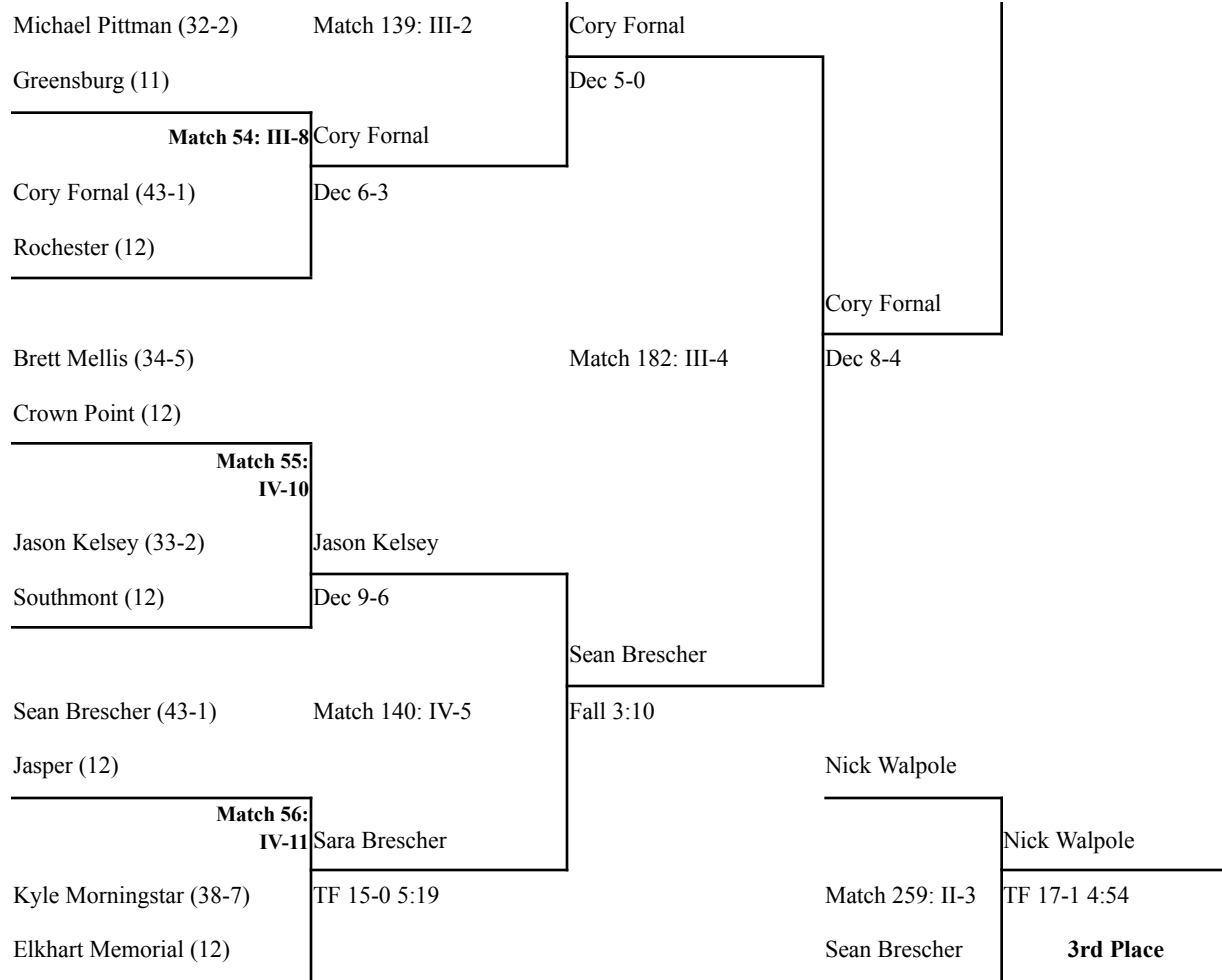 Michael Pittman (32-2) Match 139: III-2 Cory Fornal
Greensburg (11) Dec 5-0
Match 54: III-8 Cory Fornal
Cory Fornal (43-1) Dec 6-3
Rochester (12)
Cory Fornal
Brett Mellis (34-5) Match 182: III-4 Dec 8-4
Crown Point (12)
Match 55:
IV-10
Jason Kelsey (33-2) Jason Kelsey
Southmont (12) Dec 9-6
Sean Brescher
Sean Brescher (43-1) Match 140: IV-5 Fall 3:10
Jasper (12) Nick Walpole
Match 56:
IV-11 Sara Brescher Nick Walpole
Kyle Morningstar (38-7) TF 15-0 5:19 Match 259: II-3 TF 17-1 4:54
Elkhart Memorial (12) Sean Brescher 3rd Place